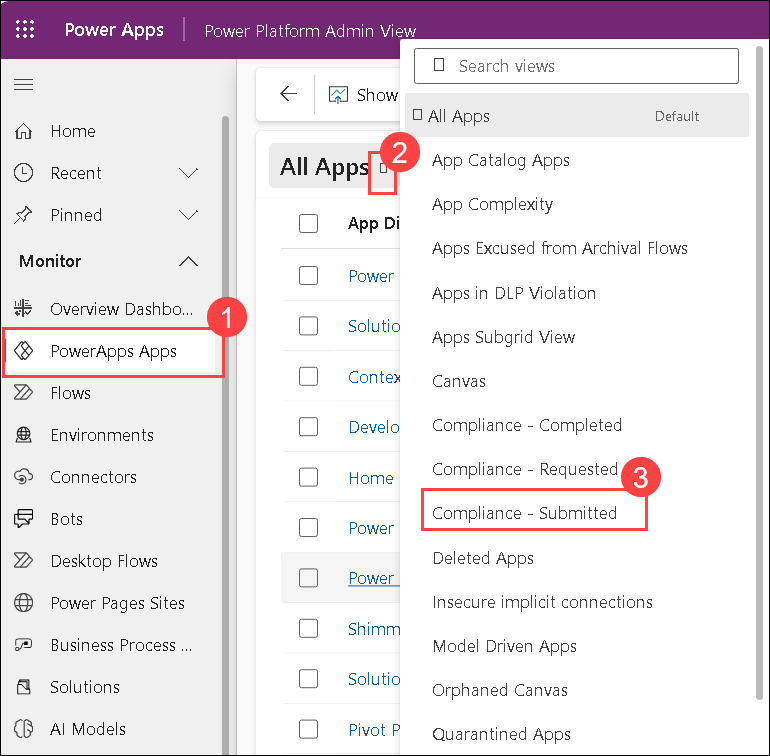 Power Apps
Power Platform Admin View
Home
Recent
Pinned
Monitor
Overview Dashbo...
1
PowerApps Apps
Flows
Environments
Connectors
Bots
Desktop Flows
Power Pages Sites
Business Process ...
Solutions
AI Models
Show
All Apps
2
App Di
Power
Solutio
Contex
Develo
Home
Power
Power
Shimm
Solutio
Pivot P
Search views
All Apps Default
App Catalog Apps
App Complexity
Apps Excused from Archival Flows
Apps in DLP Violation
Apps Subgrid View
Canvas
Compliance - Completed
Compliance - Requested
3
Compliance - Submitted
Deleted Apps
Insecure implicit connections
Model Driven Apps
Orphaned Canvas
Quarantined Apps